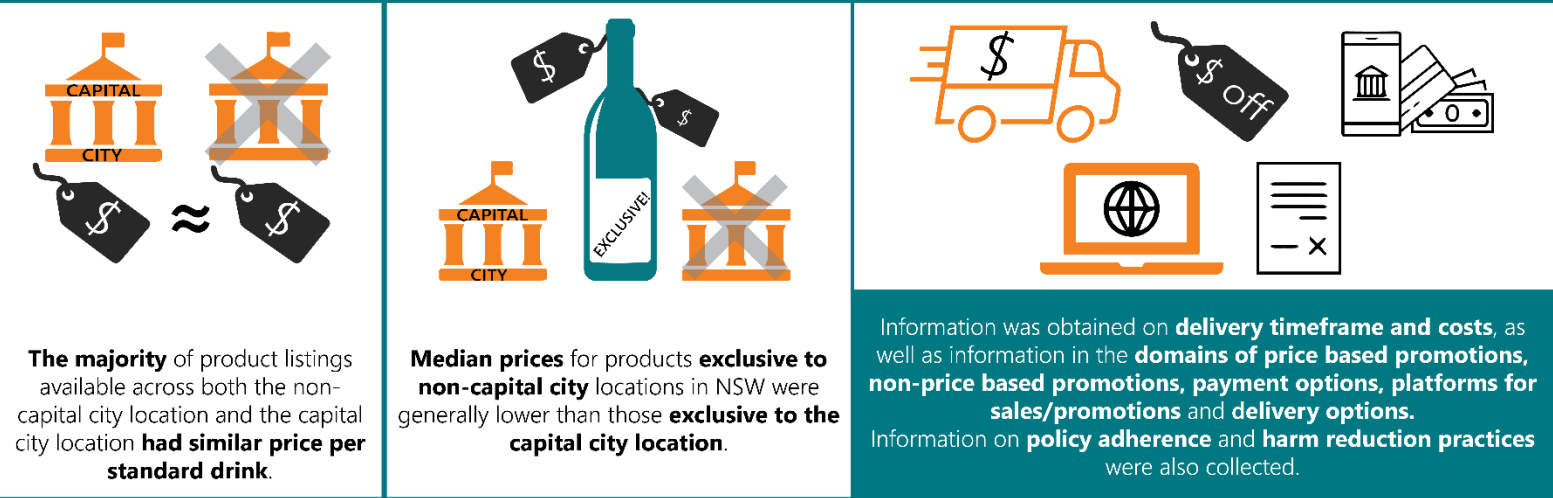 CAPITAL
CITY
$
≈
$
The majority of product listings
available across both the non-
capital city location and the capital
city location had similar price per
standard drink.
$
$
CAPITAL
CITY
EXCLUSIVE!
Median prices for products exclusive to
non-capital city locations in NSW were
generally lower than those exclusive to the
capital city location.
$
$ off
0
X
Information was obtained on delivery timeframe and costs, as
well as information in the domains of price based promotions,
non-price based promotions, payment options, platforms for
sales/promotions and delivery options.
Information on policy adherence and harm reduction practices
were also collected.